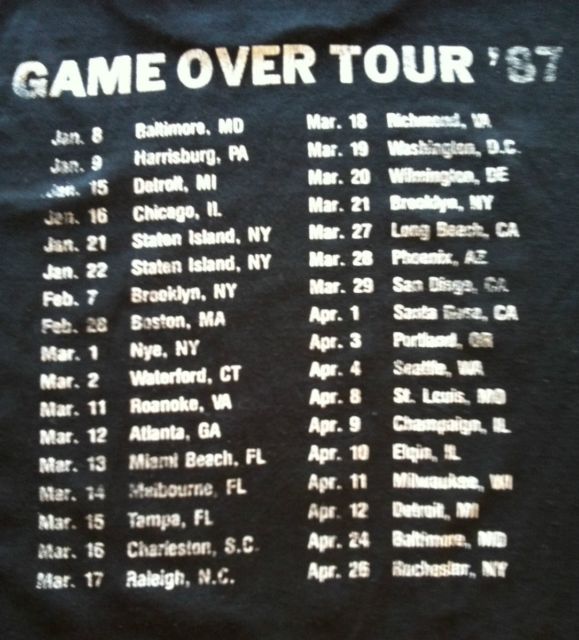 GAME OVER TOUR '87
Jan. 8 Baltimore, MD
Jan. 9 Harrisburg, PA
Jan. 15 Detroit, MI
Jan. 16 Chicago, IL
Jan. 21 Staten Island, NY
Jan. 22 Staten Island, NY
Feb. 7 Brooklyn, NY
Feb. 28 Boston, MA
Mar. 1 Nye, NY
Mar. 2 Waterford, CT
Mar. 11 Roanoke, VA
Mar. 12 Atlanta, GA
Mar. 13 Miami Beach, FL
Mar. 14 Melbourne, FL
Mar. 15 Tampa, FL
Mar. 16 Charleston, S.C.
Mar. 17 Raleigh, N.C.
Mar. 18 Richmond, VA
Mar. 19 Washington, D.C.
Mar. 20 Wilmington, DE
Mar. 21 Brooklyn, NY
Mar. 27 Long Beach, CA
Mar. 28 Phoenix, AZ
Mar. 29 San Diego, CA
Apr. 1 Santa Rosa, CA
Apr. 3 Portland, OR
Apr. 4 Seattle, WA
Apr. 8 St. Louis, MO
Apr. 9 Champaign, IL
Apr. 10 Elgin, IL
Apr. 11 Milwaukee, WI
Apr. 12 Detroit, MI
Apr. 24 Baltimore, MD
Apr. 26 Rochester, NY